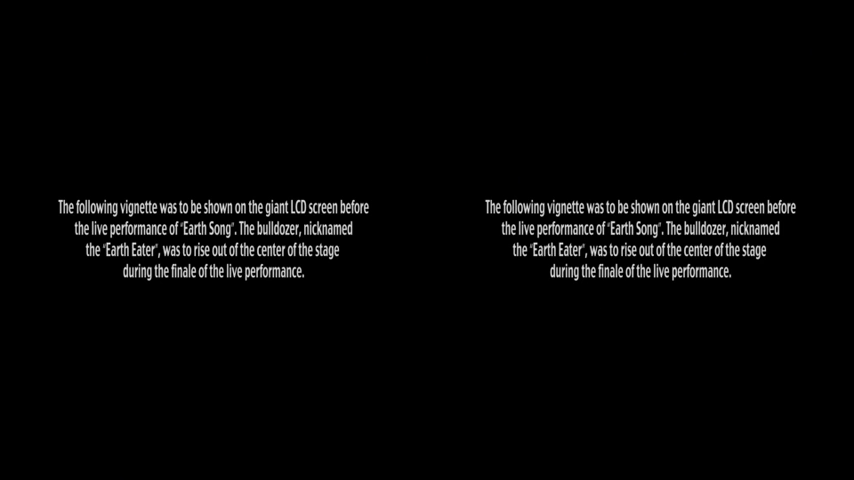 The following vignette was to be shown on the giant LCD screen before
the live performance of "Earth Song". The bulldozer, nicknamed
the "Earth Eater", was to rise out of the center of the stage
during the finale of the live performance.
The following vignette was to be shown on the giant LCD screen before
the live performance of "Earth Song". The bulldozer, nicknamed
the "Earth Eater", was to rise out of the center of the stage
during the finale of the live performance.